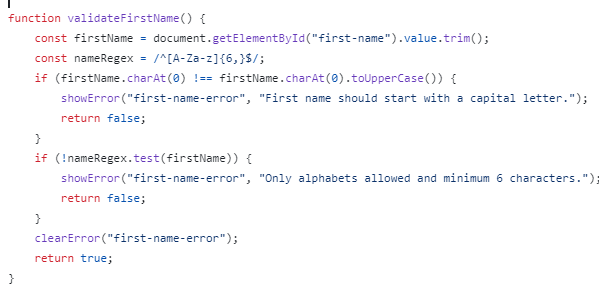 function validateFirstName() {
    const firstName = document.getElementById("first-name").value.trim();
    const nameRegex = /^[A-Za-z]{6,}$/;
    if (firstName.charAt(0) !== firstName.charAt(0).toUpperCase()) {
        showError("first-name-error", "First name should start with a capital letter.");
        return false;
    }
    if (!nameRegex.test(firstName)) {
        showError("first-name-error", "Only alphabets allowed and minimum 6 characters.");
        return false;
    }
    clearError("first-name-error");
    return true;
}